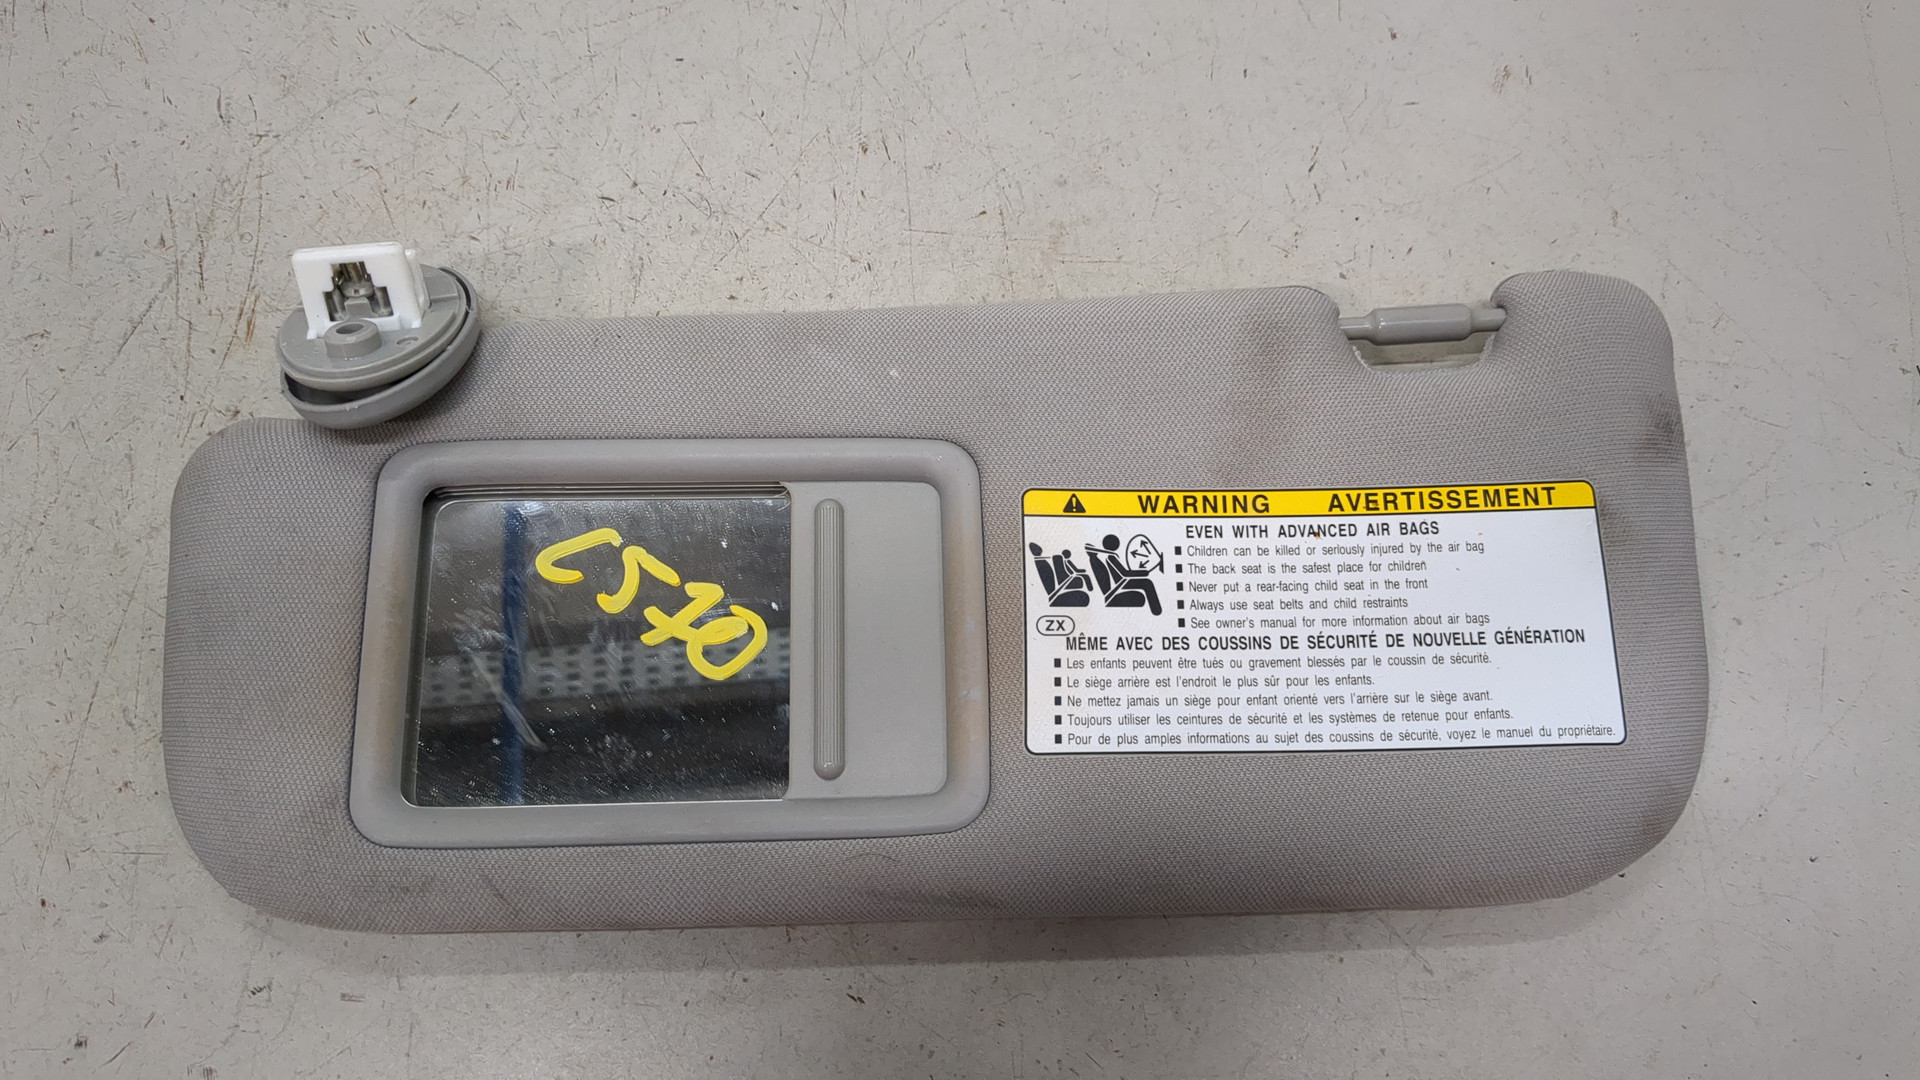 C570
WARNING AVERTISSEMENT
EVEN WITH ADVANCED AIR BAGS
■ Children can be killed or seriously injured by the air bag
■ The back seat is the safest place for children
■ Never put a rear-facing child seat in the front
■ Always use seat belts and child restraints
■ See owner's manual for more information about air bags
ZX
MÊME AVEC DES COUSSINS DE SÉCURITÉ DE NOUVELLE GÉNÉRATION
■ Les enfants peuvent être tués ou gravement blessés par le coussin de sécurité.
■ Le siège arrière est l'endroit le plus sûr pour les enfants.
■ Ne mettez jamais un siège pour enfant orienté vers l'arrière sur le siège avant.
■ Toujours utiliser les ceintures de sécurité et les systèmes de retenue pour enfants.
■ Pour de plus amples informations au sujet des coussins de sécurité, voyez le manuel du propriétaire.